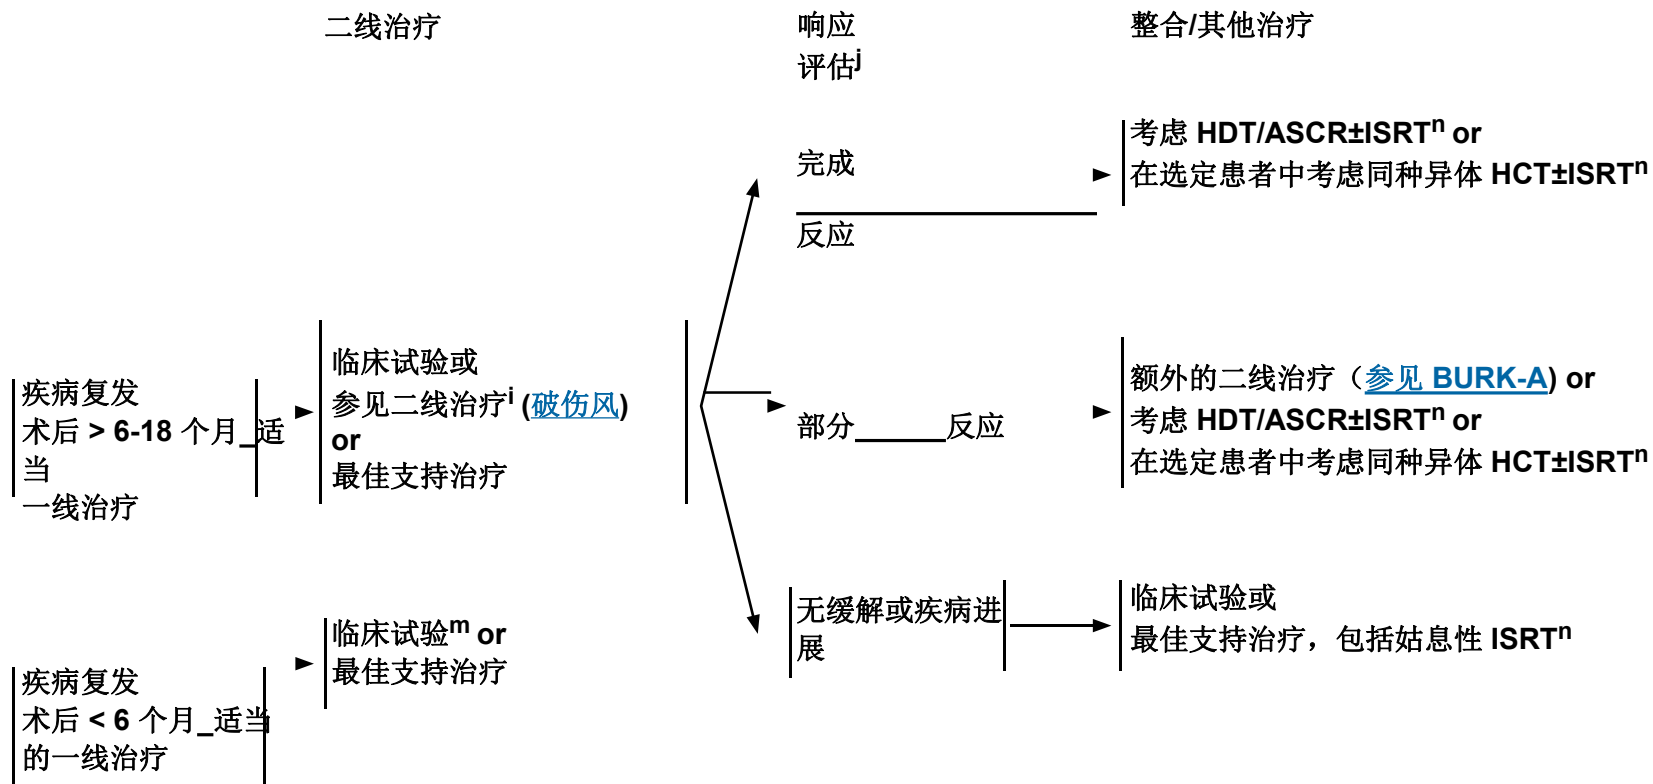 二线治疗
响应
评估j
整合/其他治疗
完成
反应
考虑 HDT/ASCR±ISRTn or
在选定患者中考虑同种异体 HCT±ISRTn
疾病复发
术后 > 6-18 个月_适
当
一线治疗
临床试验或
参见二线治疗i (破伤风)
or
最佳支持治疗
部分______反应
额外的二线治疗（参见 BURK-A) or
考虑 HDT/ASCR±ISRTn or
在选定患者中考虑同种异体 HCT±ISRTn
疾病复发
术后 < 6 个月_适当
的一线治疗
临床试验m or
最佳支持治疗
无缓解或疾病进
展
临床试验或
最佳支持治疗，包括姑息性 ISRTn